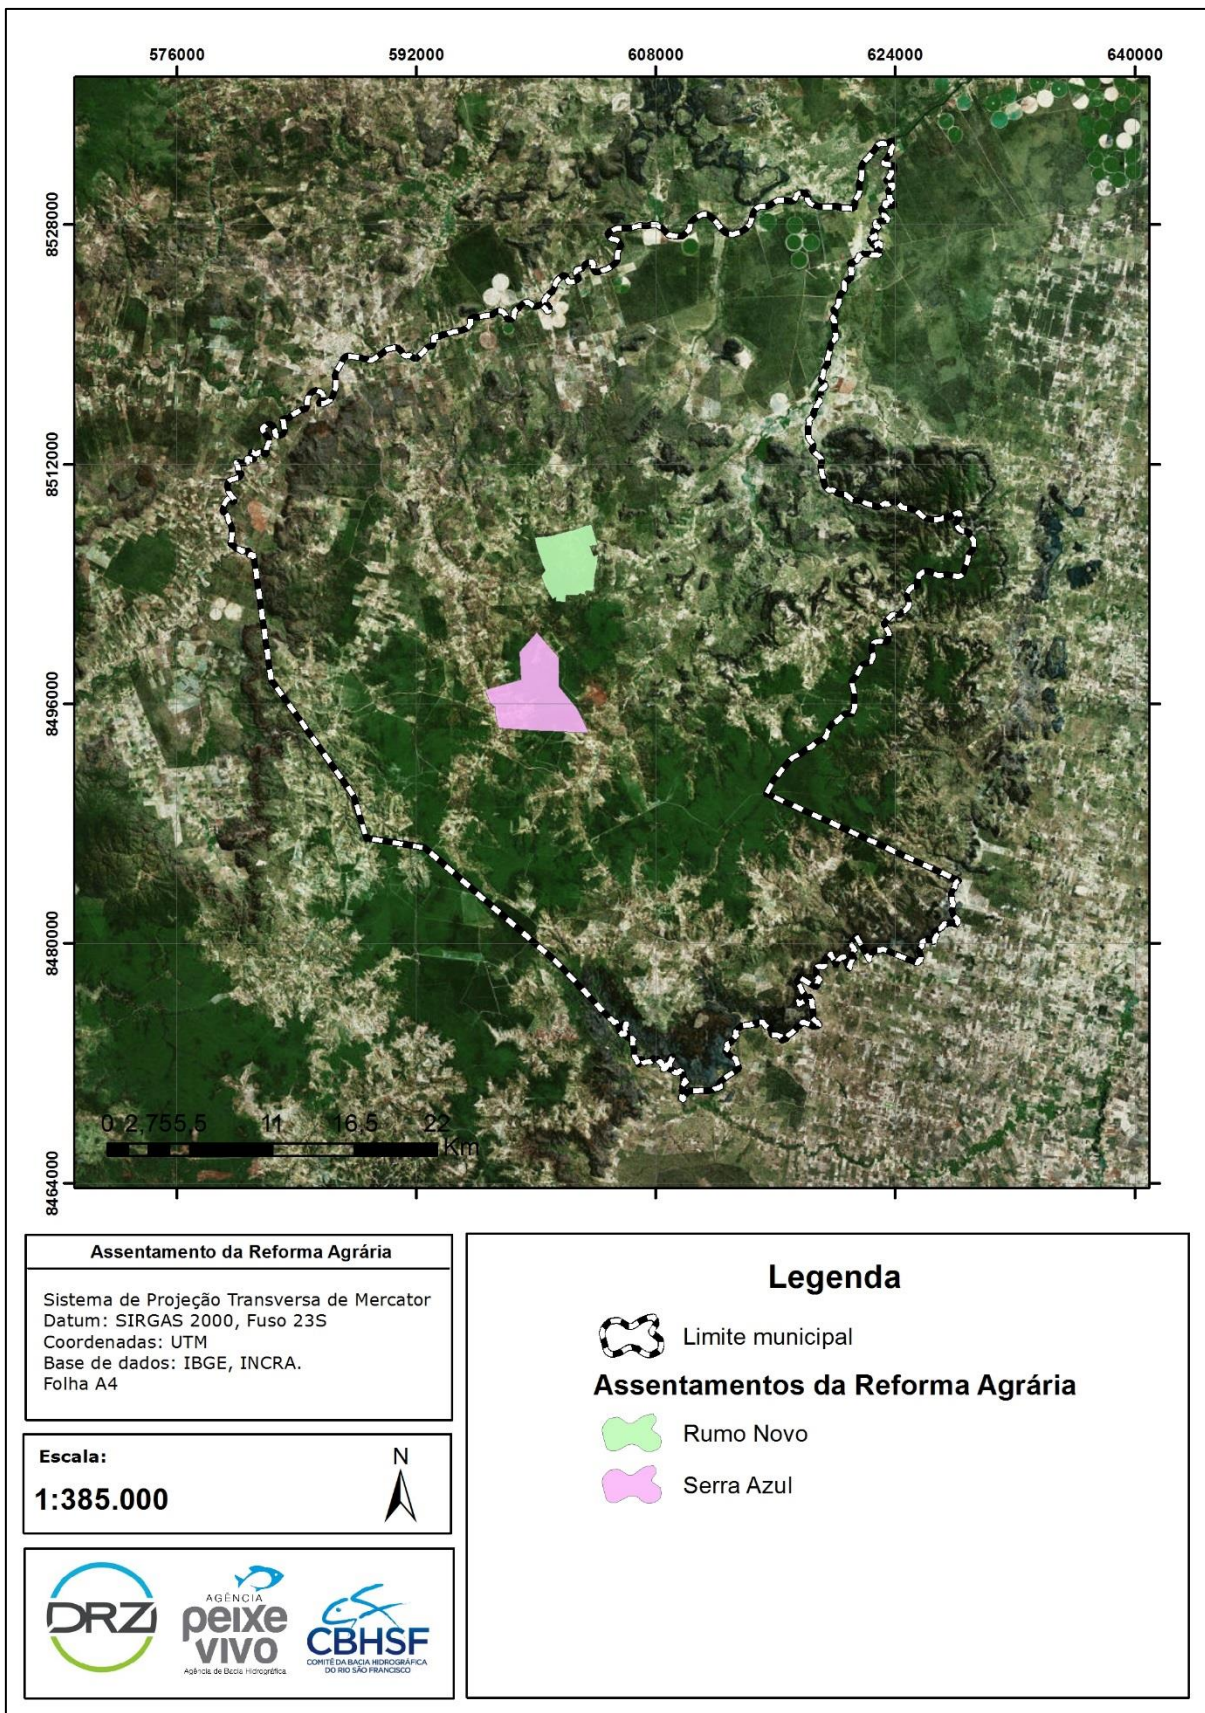 576000 592000 608000 624000 640000
8528000
8512000
8496000
8480000
8464000
0 2,755,5 11 16,5 22
Km
Assentamento da Reforma Agrária
Sistema de Projeção Transversa de Mercator
Datum: SIRGAS 2000, Fuso 23S
Coordenadas: UTM
Base de dados: IBGE, INCRA.
Folha A4
Escala:
1:385.000
N
DRZ
AGÊNCIA
peixe
vivo
Agência de Bacia Hidrográfica
CBHSF
COMITÊ DA BACIA HIDROGRÁFICA
DO RIO SÃO FRANCISCO
Legenda
Limite municipal
Assentamentos da Reforma Agrária
Rumo Novo
Serra Azul